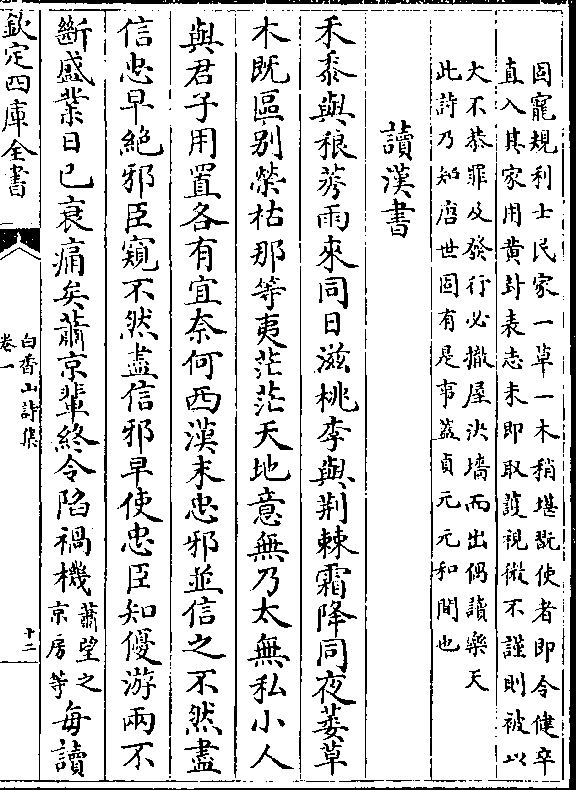 固寵規利士民家一草一木稍堪翫使者即令健卒
直入其家用黄封表志未即取護視微不謹則被以
大不恭罪及發行必撤屋決墻而出偶讀樂天
此詩乃知唐世固有是事葢貞元元和間也
讀漢書
禾黍與稂莠雨來同日滋桃李與荆棘霜降同夜萎草
木既區別榮枯那等夷茫茫天地意無乃太無私小人
與君子用置各有宜奈何西漢末忠邪並信之不然盡
信忠早絶邪臣窺不然盡信邪早使忠臣知優游兩不
斷盛業日已衰痛矣蕭京軰終令陷禍機蕭望之京房等每讀
欽定四庫全書
白香山詩集
卷一
十二